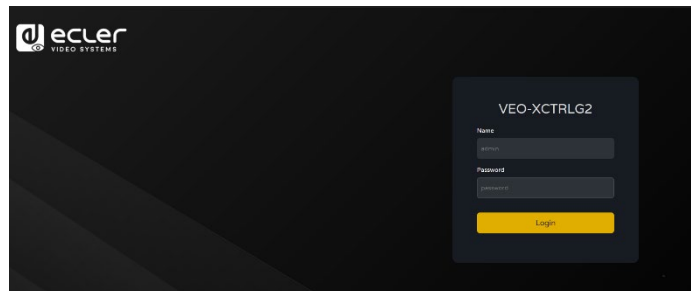 ecler
VIDEO SYSTEMS
VEO-XCTRLG2
Name
admin
Password
password
Login